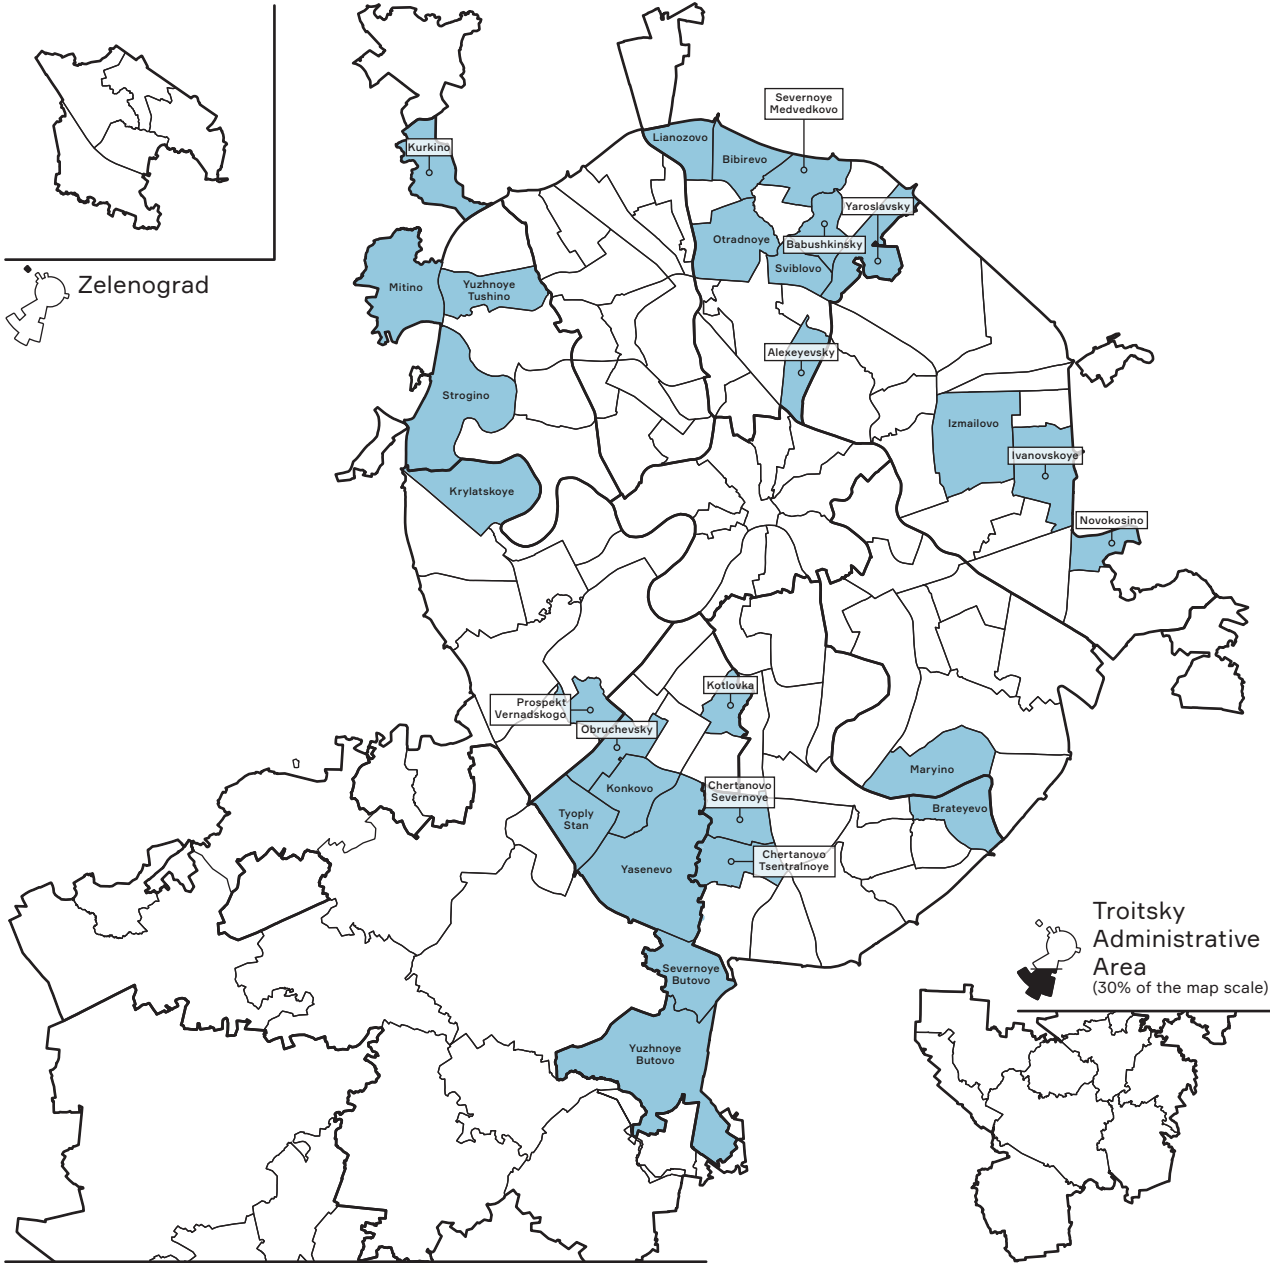 Severnoye
Medvedkovo
Lianozovo
Kurkino
Bibirevo
Yaroslavsky
Otradnoye
Babushkinsky
Sviblovo
Zelenograd
Mitino
Yuzhnoye
Tushino
Alexeyevsky
Strogino
Izmailovo
Ivanovskoye
Krylatskoye
Novokosino
Kotlovka
Prospekt
Vernadskogo
Obruchevsky
Maryino
Konkovo
Chertanovo
Severnoye
Brateyevo
Tyoply
Stan
Chertanovo
Tsentralnoye
Yasenevo
Troitsky
Administrative
Area
(30% of the map scale)
Severnoye
Butovo
Yuzhnoye
Butovo